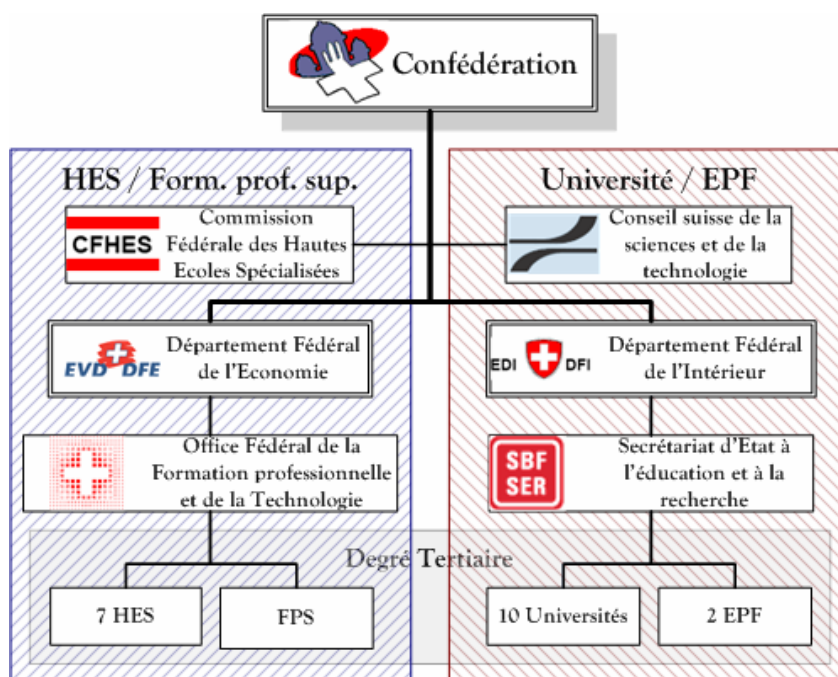 Confédération
HES / Form. prof. sup.
CFHES
Commission
Fédérale des Hautes
Ecoles Spécialisées
Université / EPF
Conseil suisse de la
sciences et de la
technologie
EVD DFE
Département Fédéral
de l'Economie
EDI DFI
Département Fédéral
de l'Intérieur
Office Fédéral de la
Formation professionnelle
et de la Technologie
SBF
SER
Secrétariat d'Etat à
l'éducation et à la
recherche
Degré Tertiaire
7 HES
FPS
10 Universités
2 EPF